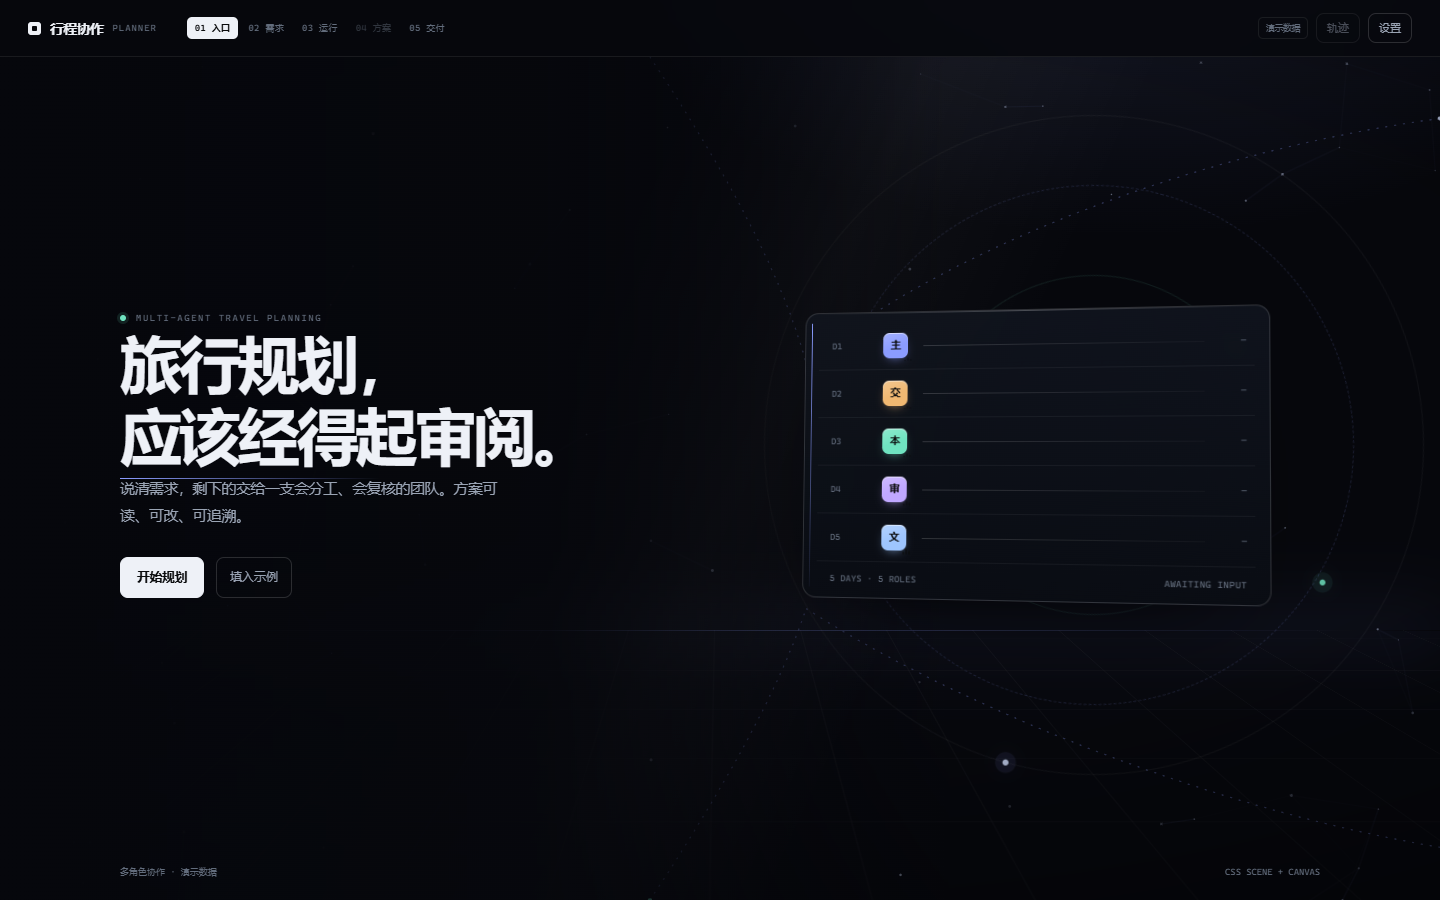 行程协作 PLANNER 01 入口 02 需求 03 运行 04 方案 05 交付 演示数据 轨迹 设置
MULTI-AGENT TRAVEL PLANNING
旅行规划，
应该经得起审阅。
说清需求，剩下的交给一支会分工、会复核的团队。方案可
读、可改、可追溯。
开始规划 填入示例
D1 主 —
D2 交 —
D3 本 —
D4 审 —
D5 文 —
5 DAYS · 5 ROLES AWAITING INPUT
多角色协作 · 演示数据 CSS SCENE + CANVAS